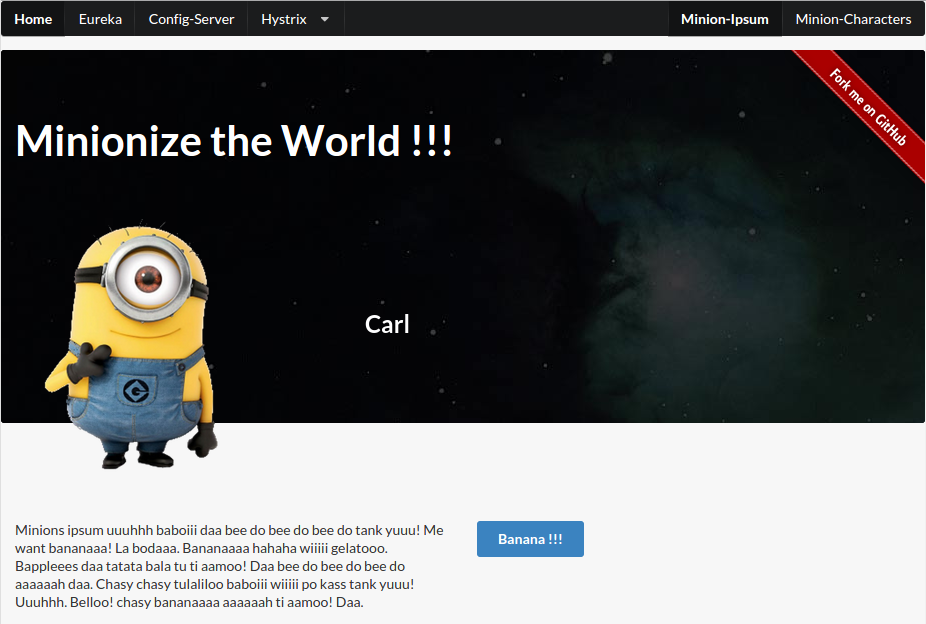 Home Eureka Config-Server Hystrix Minion-Ipsum Minion-Characters
Fork me on GitHub
Minionize the World !!!
Carl
Minions ipsum uuuhhh baboiii daa bee do bee do bee do tank yuuu! Me
want bananaaa! La bodaaa. Bananaaaa hahaha wiiiii gelatooo.
Bappleees daa tatata bala tu ti aamoo! Daa bee do bee do bee do
aaaaaah daa. Chasy chasy tulaliloo baboiii wiiiii po kass tank yuuu!
Uuuhhh. Belloo! chasy bananaaaa aaaaaah ti aamoo! Daa.
Banana !!!